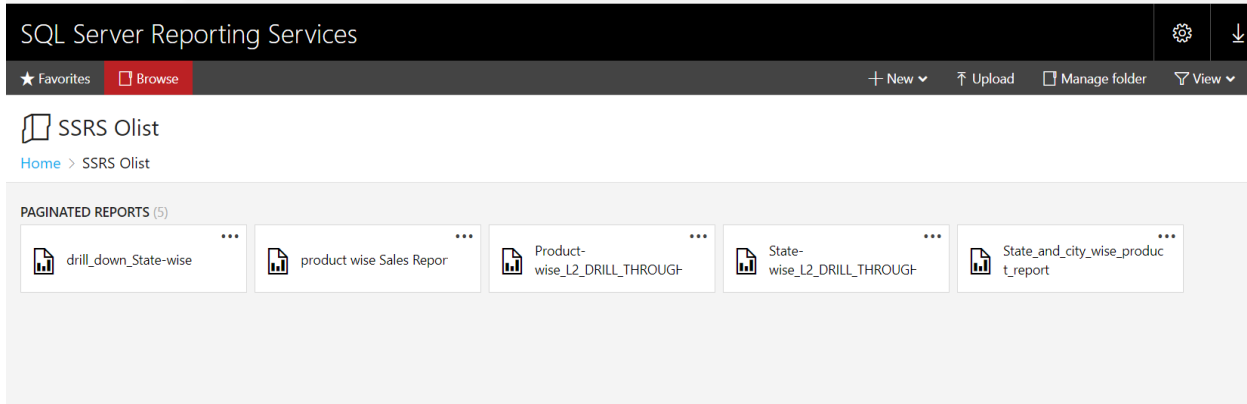 SQL Server Reporting Services
Favorites
Browse
New
Upload
Manage folder
View
SSRS Olist
Home > SSRS Olist
PAGINATED REPORTS (5)
drill_down_State-wise
product wise Sales Repor
Product-
wise_L2_DRILL_THROUGH
State-
wise_L2_DRILL_THROUGH
State_and_city_wise_produc
t_report